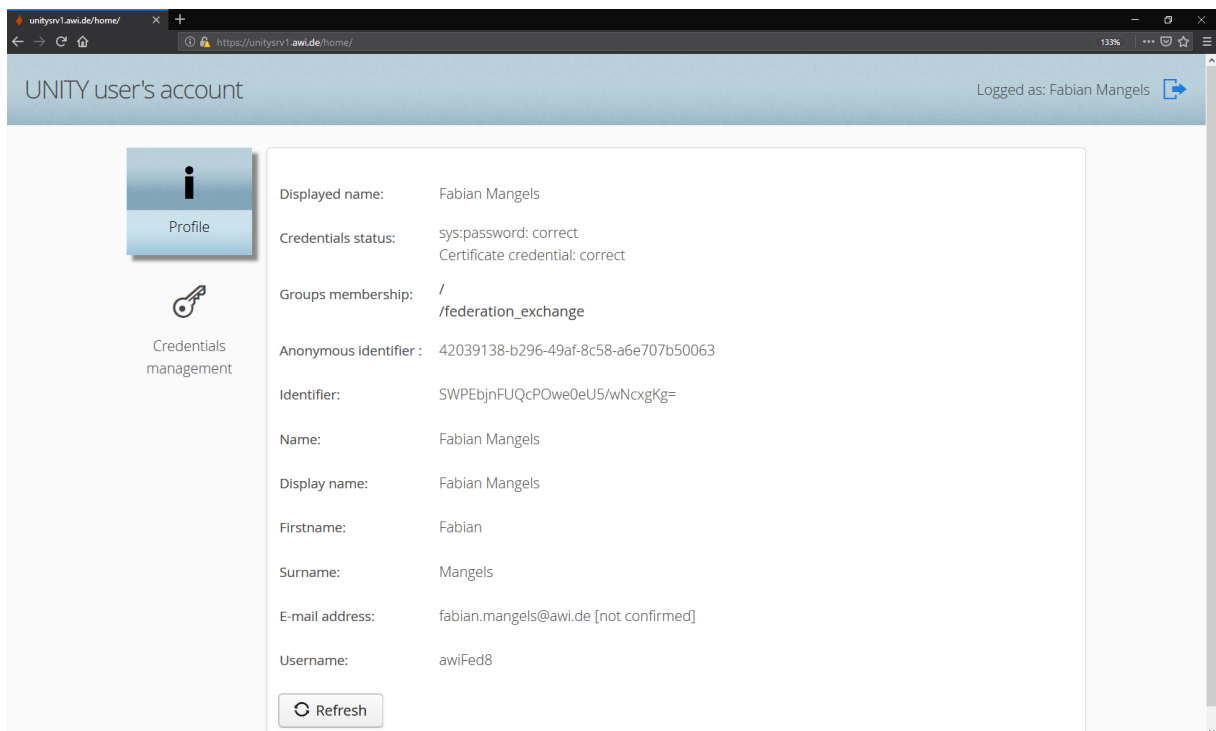 unitysrv1.awi.de/home/
https://unitysrv1.awi.de/home/
133%
UNITY user's account
Logged as: Fabian Mangels
Profile
Credentials
management
Displayed name: Fabian Mangels
Credentials status: sys:password: correct
Certificate credential: correct
Groups membership: /
/federation_exchange
Anonymous identifier : 42039138-b296-49af-8c58-a6e707b50063
Identifier: SWPEbjnFUQcPOwe0eU5/wNcxgKg=
Name: Fabian Mangels
Display name: Fabian Mangels
Firstname: Fabian
Surname: Mangels
E-mail address: fabian.mangels@awi.de [not confirmed]
Username: awiFed8
Refresh